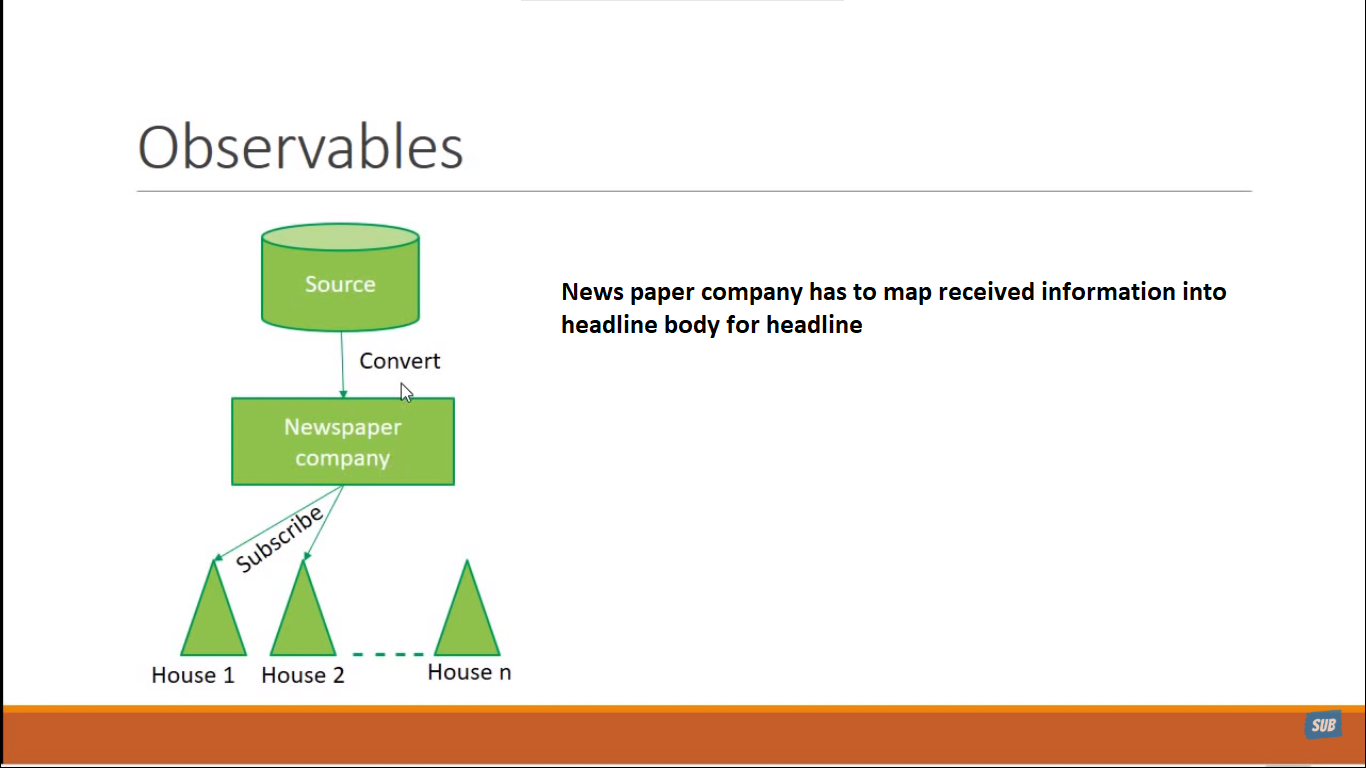 Observables
Source
Convert
Newspaper
company
Subscribe
House 1
House 2
House n
News paper company has to map received information into
headline body for headline
SUB